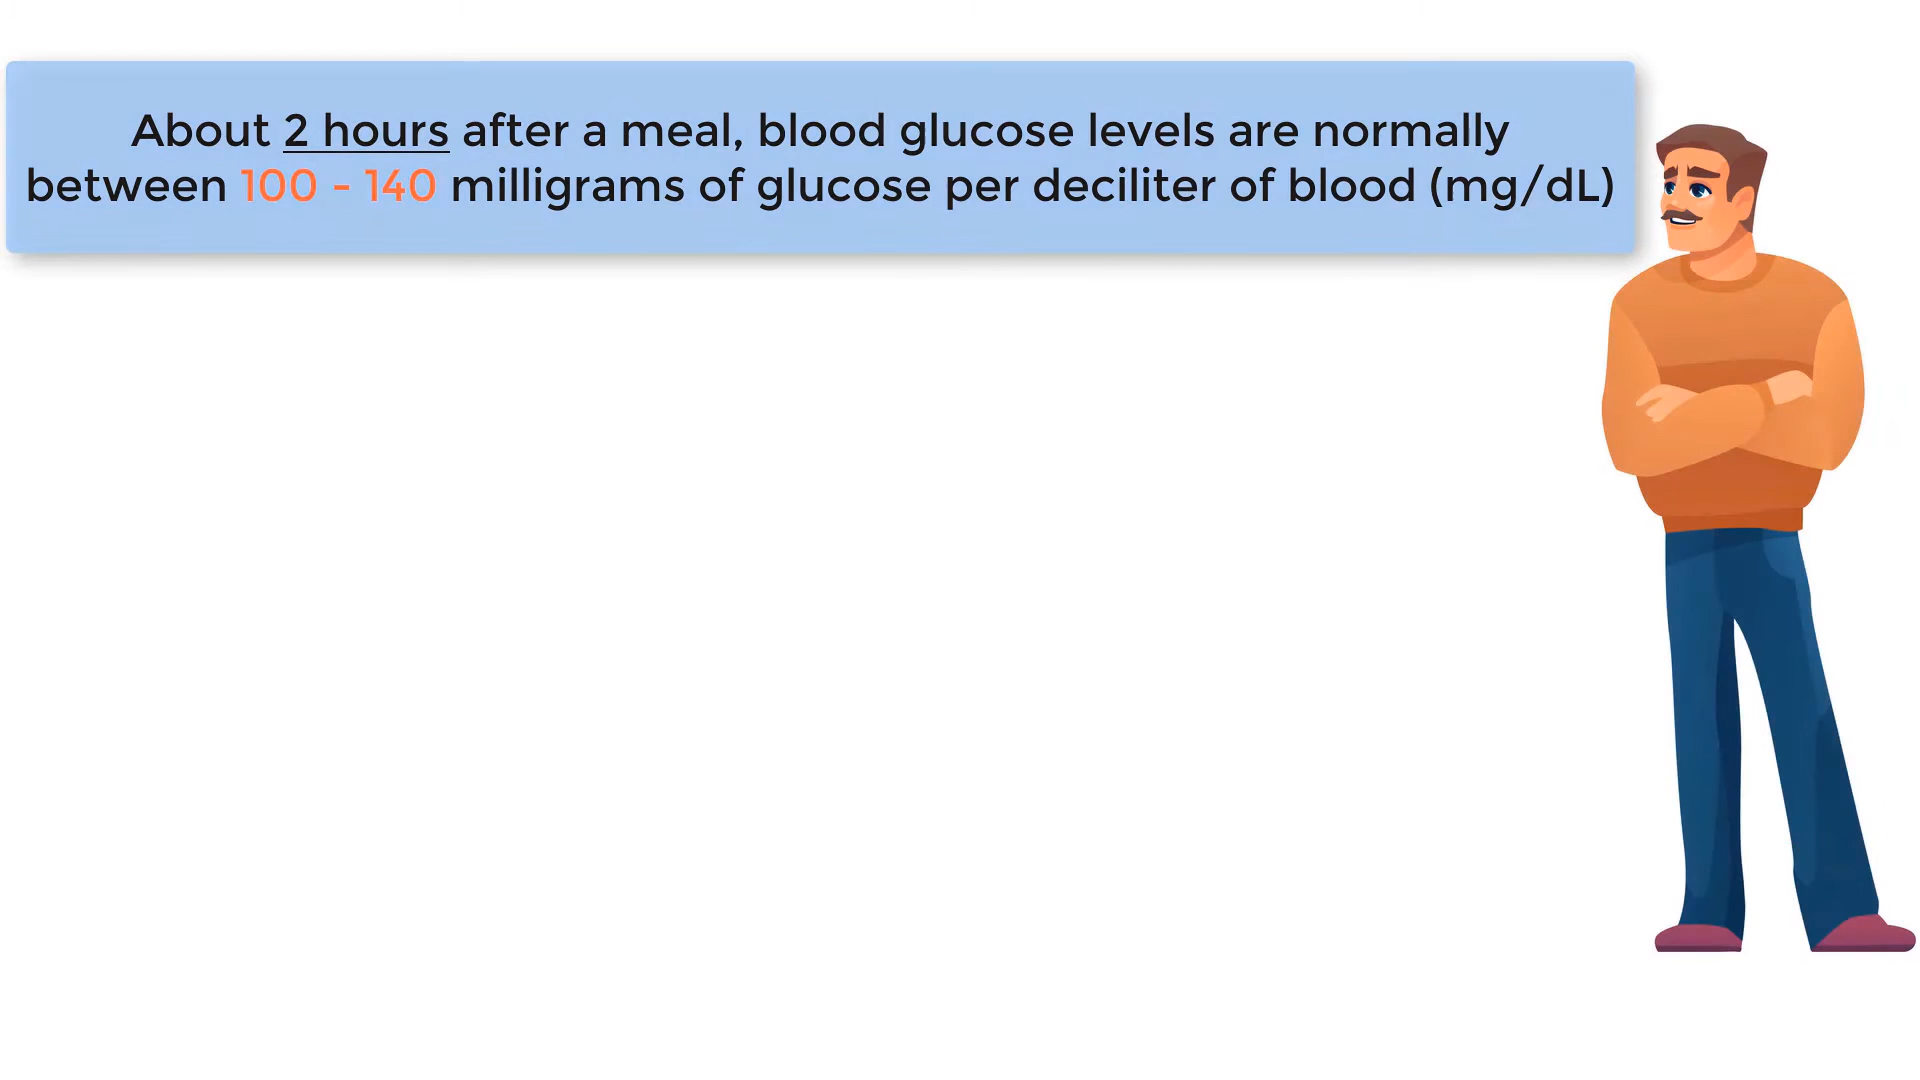 About 2 hours after a meal, blood glucose levels are normally
between 100 - 140 milligrams of glucose per deciliter of blood (mg/dL)